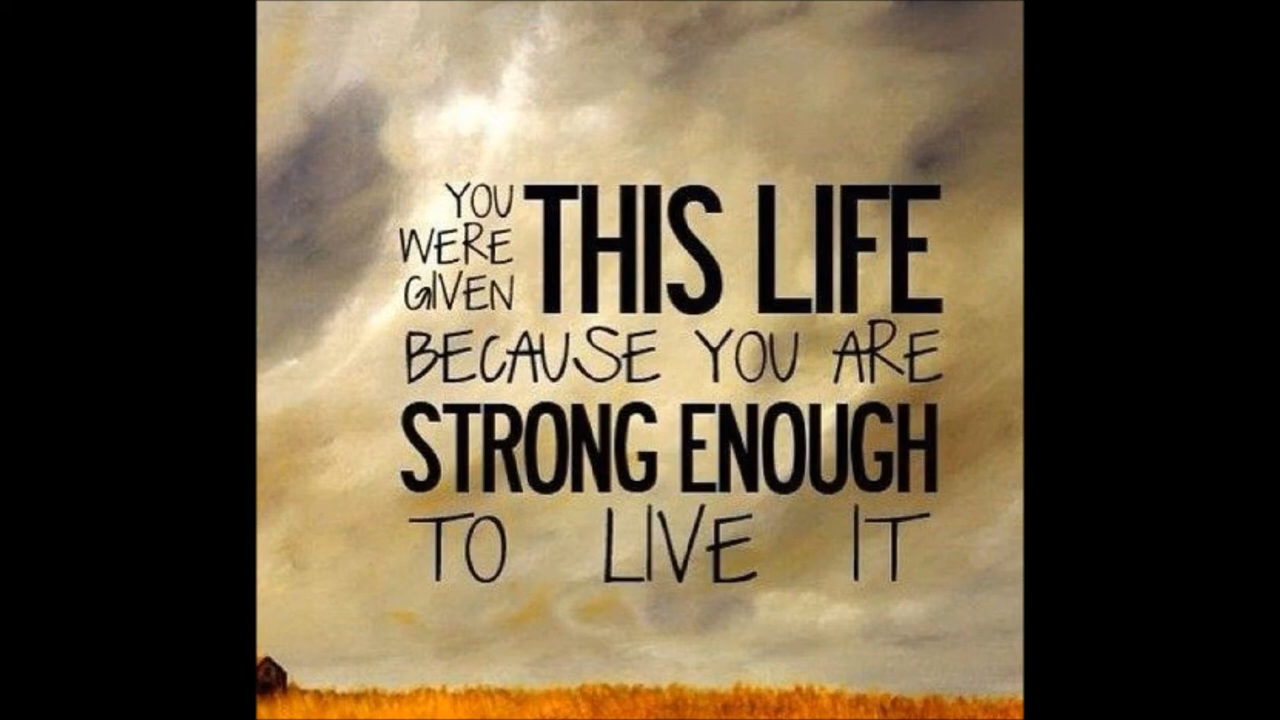 YOU
WERE
GIVEN
THIS LIFE
BECAUSE YOU ARE
STRONG ENOUGH
TO LIVE IT